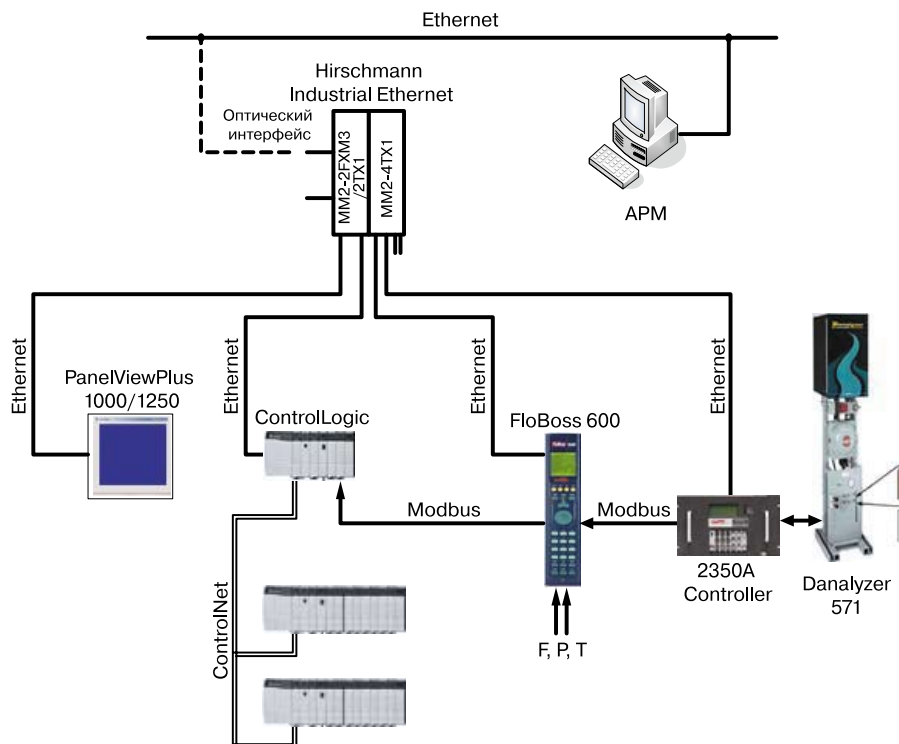 Ethernet
Hirschmann
Industrial Ethernet
Оптический
интерфейс
MM2-2FXM3
/2TX1
MM2-4TX1
АРМ
Ethernet
Ethernet
Ethernet
Ethernet
PanelViewPlus
1000/1250
ControlLogic
FloBoss 600
Modbus
Modbus
2350A
Controller
Danalyzer
571
ControlNet
F, P, T